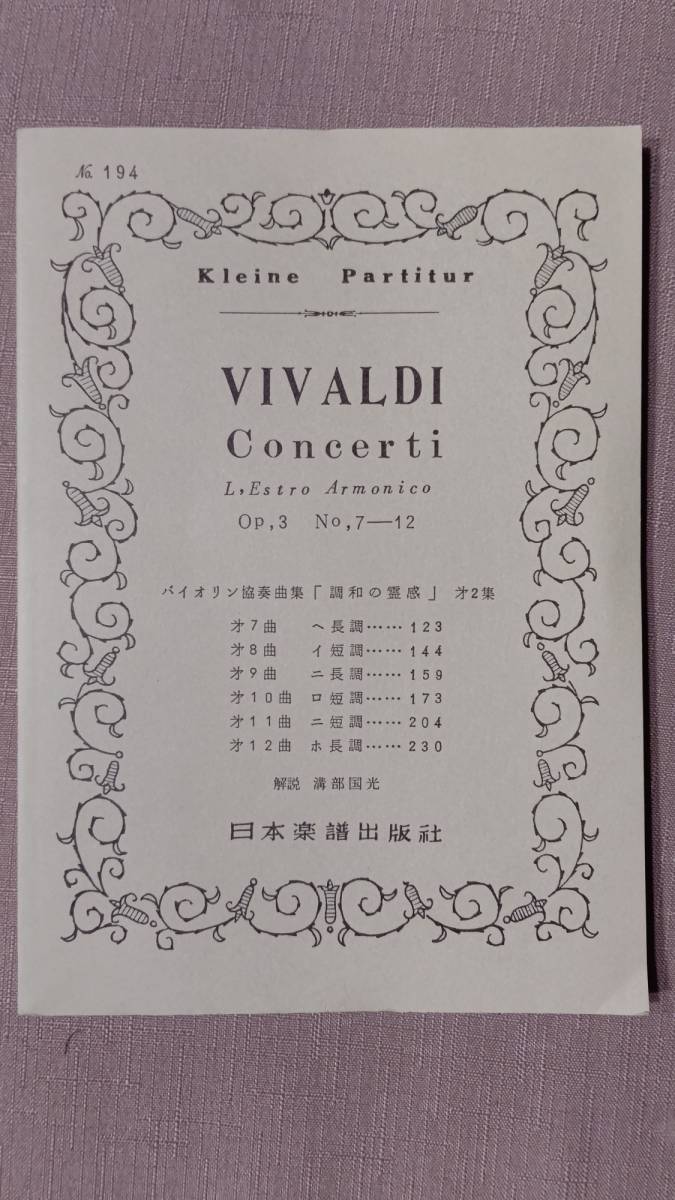 No. 194
Kleine Partitur
VIVALDI
Concerti
L,Estro Armonico
Op,3 No,7—12
バイオリン協奏曲集「調和の霊感」 才2集
才7曲 ヘ長調……123
才8曲 イ短調……144
才9曲 ニ長調……159
才10曲 ロ短調……173
才11曲 ニ短調……204
才12曲 ホ長調……230
解説 溝部国光
日本楽譜出版社